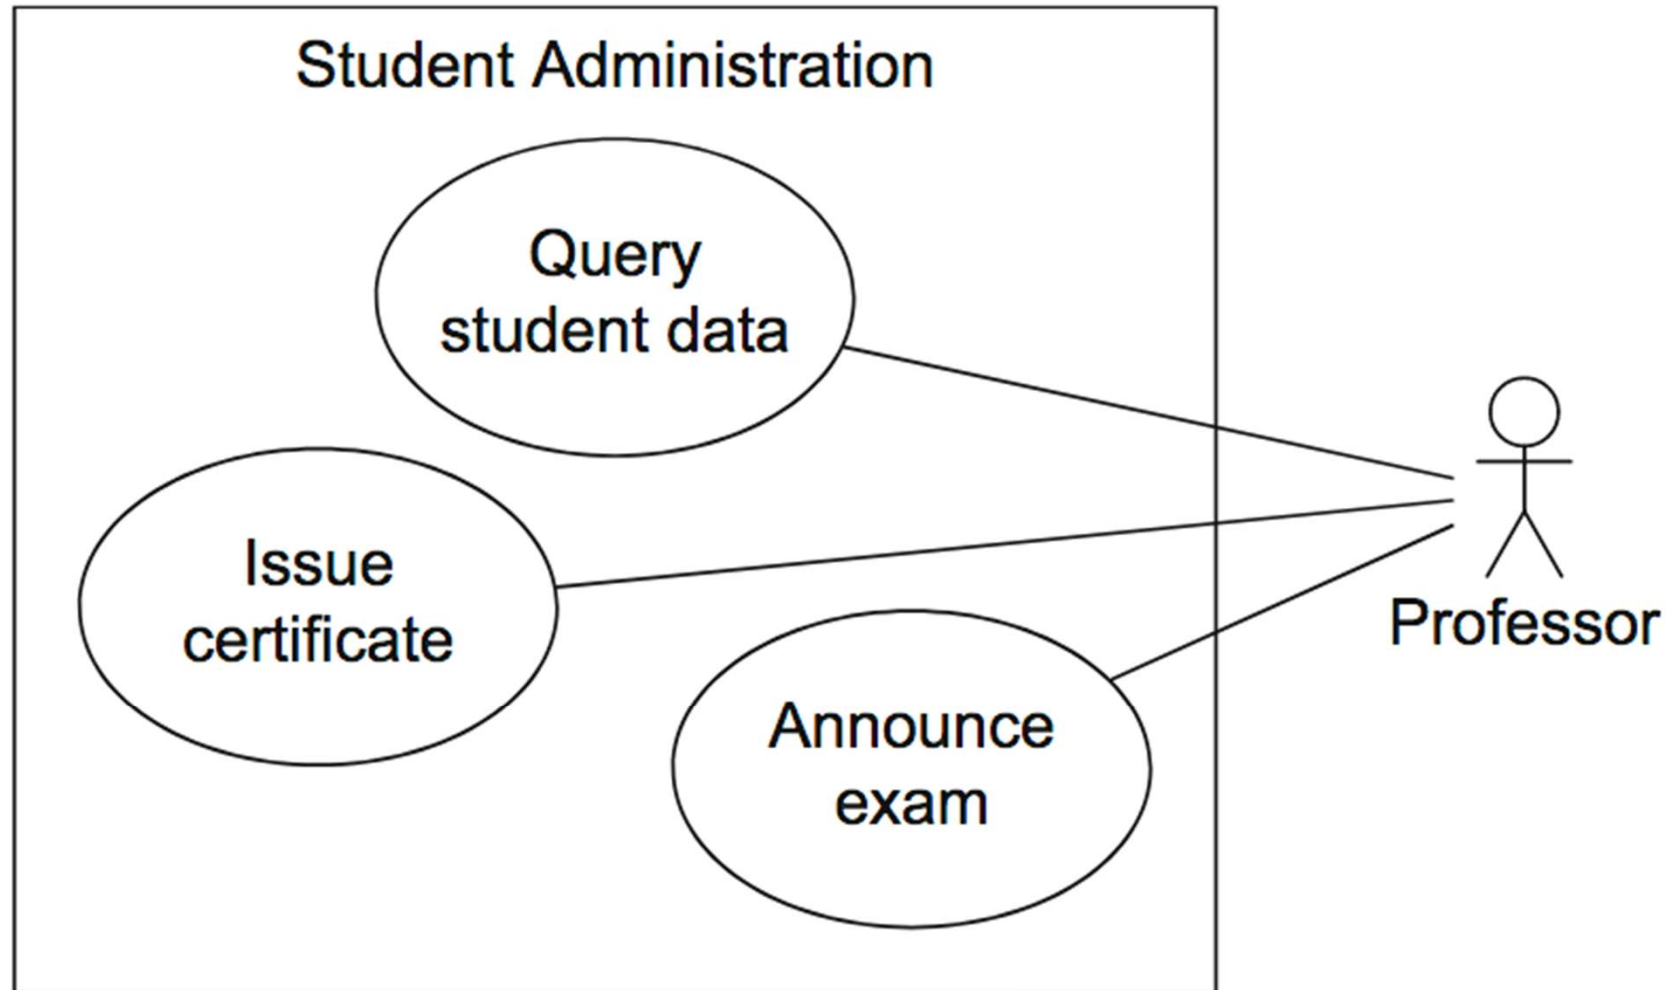 Student Administration
Query
student data
Issue
certificate
Announce
exam
Professor